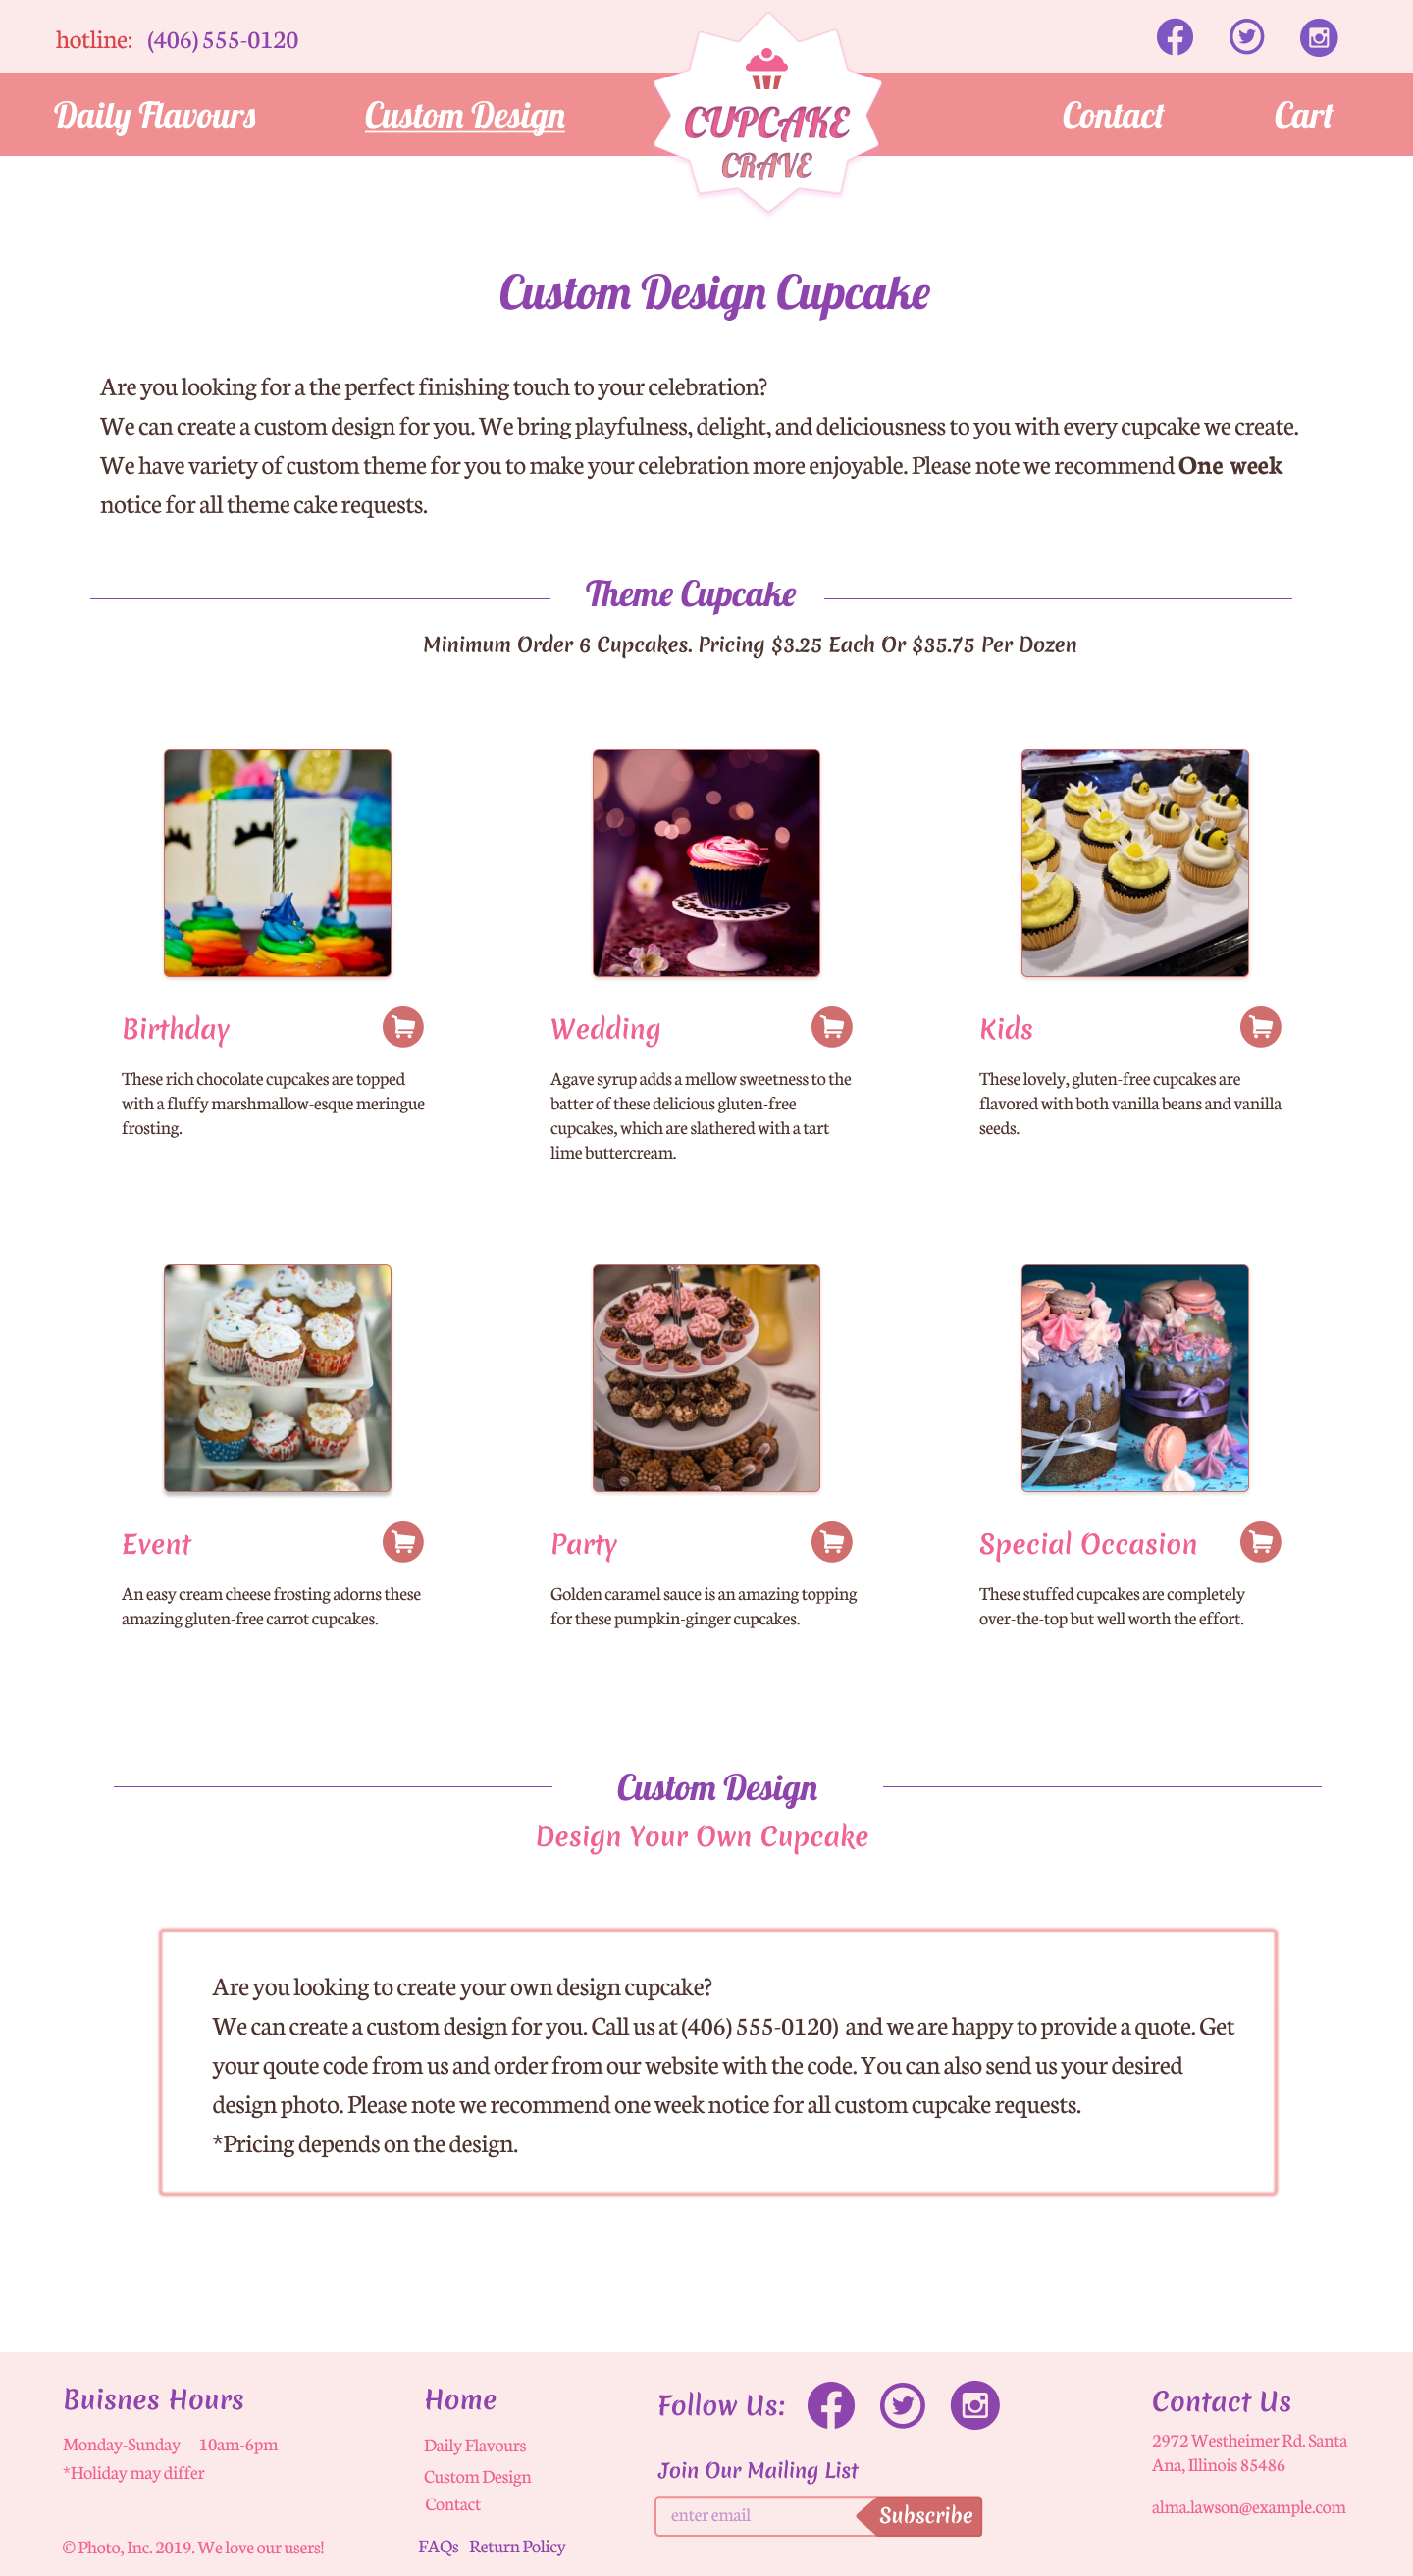 hotline: (406) 555-0120
Daily Flavours
Custom Design
CUPCAKE
CRAVE
Contact
Cart
Custom Design Cupcake
Are you looking for a the perfect finishing touch to your celebration?
We can create a custom design for you. We bring playfulness, delight, and deliciousness to you with every cupcake we create.
We have variety of custom theme for you to make your celebration more enjoyable. Please note we recommend One week
notice for all theme cake requests.
Theme Cupcake
Minimum Order 6 Cupcakes. Pricing $3.25 Each Or $35.75 Per Dozen
Birthday
These rich chocolate cupcakes are topped
with a fluffy marshmallow-esque meringue
frosting.
Wedding
Agave syrup adds a mellow sweetness to the
batter of these delicious gluten-free
cupcakes, which are slathered with a tart
lime buttercream.
Kids
These lovely, gluten-free cupcakes are
flavored with both vanilla beans and vanilla
seeds.
Event
An easy cream cheese frosting adorns these
amazing gluten-free carrot cupcakes.
Party
Golden caramel sauce is an amazing topping
for these pumpkin-ginger cupcakes.
Special Occasion
These stuffed cupcakes are completely
over-the-top but well worth the effort.
Custom Design
Design Your Own Cupcake
Are you looking to create your own design cupcake?
We can create a custom design for you. Call us at (406) 555-0120) and we are happy to provide a quote. Get
your qoute code from us and order from our website with the code. You can also send us your desired
design photo. Please note we recommend one week notice for all custom cupcake requests.
*Pricing depends on the design.
Buisnes Hours
Monday-Sunday 10am-6pm
*Holiday may differ
© Photo, Inc. 2019. We love our users!
Home
Daily Flavours
Custom Design
Contact
FAQs Return Policy
Follow Us:
Join Our Mailing List
enter email
Subscribe
Contact Us
2972 Westheimer Rd. Santa
Ana, Illinois 85486
alma.lawson@example.com